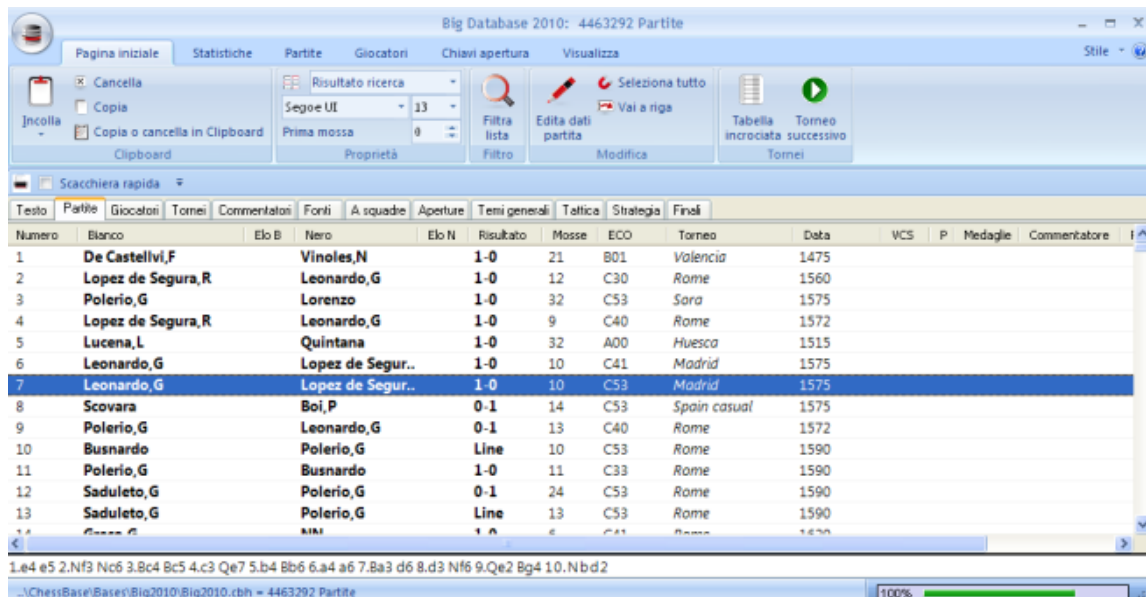 Big Database 2010: 4463292 Partite
Pagina iniziale Statistiche Partite Giocatori Chiavi apertura Visualizza Stile
Incolla
Cancella
Copia
Copia o cancella in Clipboard
Clipboard
Risultato ricerca
Segoe UI 13
Prima mossa 0
Proprietà
Filtra lista
Filtro
Edita dati partita
Seleziona tutto
Vai a riga
Modifica
Tabella incrociata
Torneo successivo
Tornei
Scacchiera rapida
Testo Partite Giocatori Tornei Commentatori Fonti A squadre Aperture Temi generali Tattica Strategia Finali
Numero Bianco Elo B Nero Elo N Risultato Mosse ECO Torneo Data VCS P Medaglie Commentatore
1 De Castellvi,F Vinoles,N 1-0 21 B01 Valencia 1475
2 Lopez de Segura,R Leonardo,G 1-0 12 C30 Rome 1560
3 Polerio,G Lorenzo 1-0 32 C53 Sora 1575
4 Lopez de Segura,R Leonardo,G 1-0 9 C40 Rome 1572
5 Lucena,L Quintana 1-0 32 A00 Huesca 1515
6 Leonardo,G Lopez de Segur.. 1-0 10 C41 Madrid 1575
7 Leonardo,G Lopez de Segur.. 1-0 10 C53 Madrid 1575
8 Scovara Boi,P 0-1 14 C53 Spain casual 1575
9 Polerio,G Leonardo,G 0-1 13 C40 Rome 1572
10 Busnardo Polerio,G Line 10 C53 Rome 1590
11 Polerio,G Busnardo 1-0 11 C33 Rome 1590
12 Saduleto,G Polerio,G 0-1 24 C53 Rome 1590
13 Saduleto,G Polerio,G Line 13 C53 Rome 1590
1.e4 e5 2.Nf3 Nc6 3.Bc4 Bc5 4.c3 Qe7 5.b4 Bb6 6.a4 a6 7.Ba3 d6 8.d3 Nf6 9.Qe2 Bg4 10.Nbd2
..\ChessBase\Bases\Big2010\Big2010.cbh = 4463292 Partite 100%